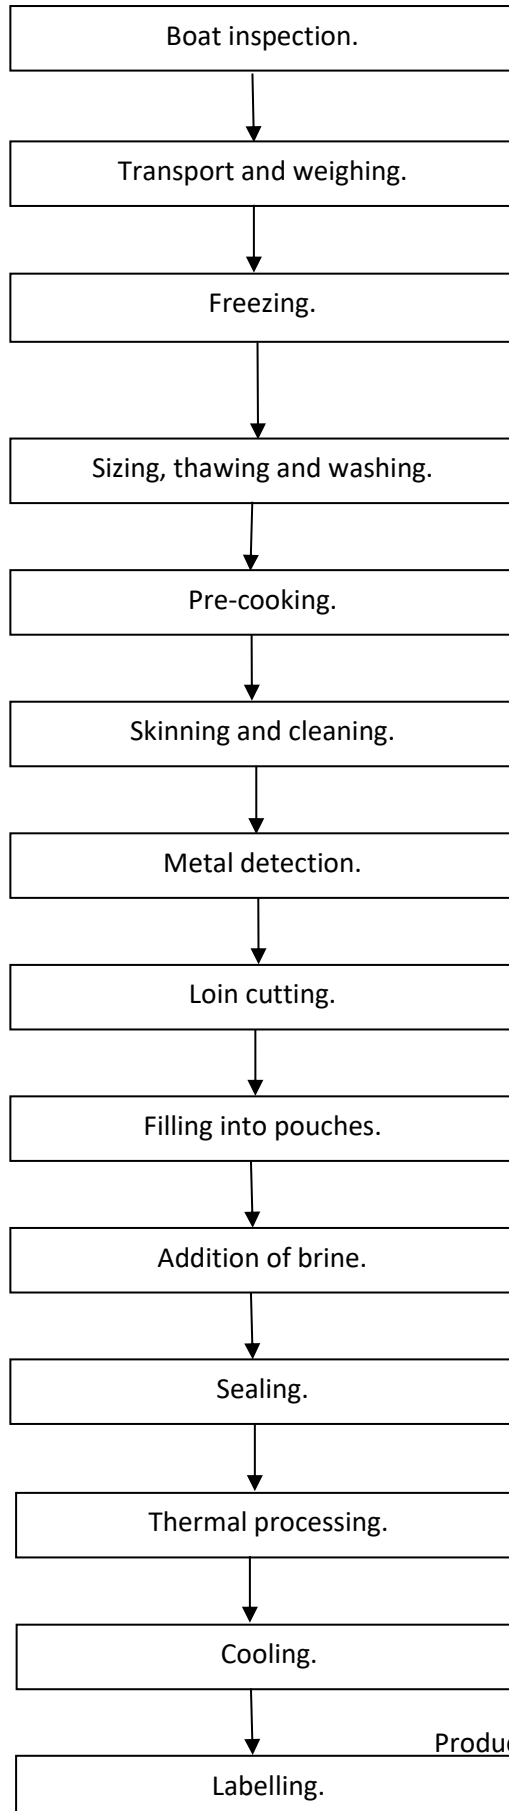 Boat inspection.
Transport and weighing.
Freezing.
Sizing, thawing and washing.
Pre-cooking.
Skinning and cleaning.
Metal detection.
Loin cutting.
Filling into pouches.
Addition of brine.
Sealing.
Thermal processing.
Cooling.
Produc
Labelling.